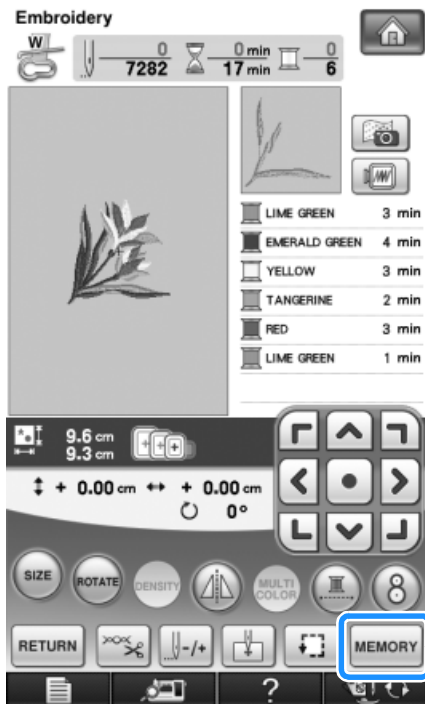 Embroidery
W
0 0 min 0
7282 17 min 6
LIME GREEN 3 min
EMERALD GREEN 4 min
YELLOW 3 min
TANGERINE 2 min
RED 3 min
LIME GREEN 1 min
9.6 cm
9.3 cm
+ 0.00 cm + 0.00 cm
0°
SIZE ROTATE DENSITY MULTI COLOR 8
RETURN -/+ MEMORY
?